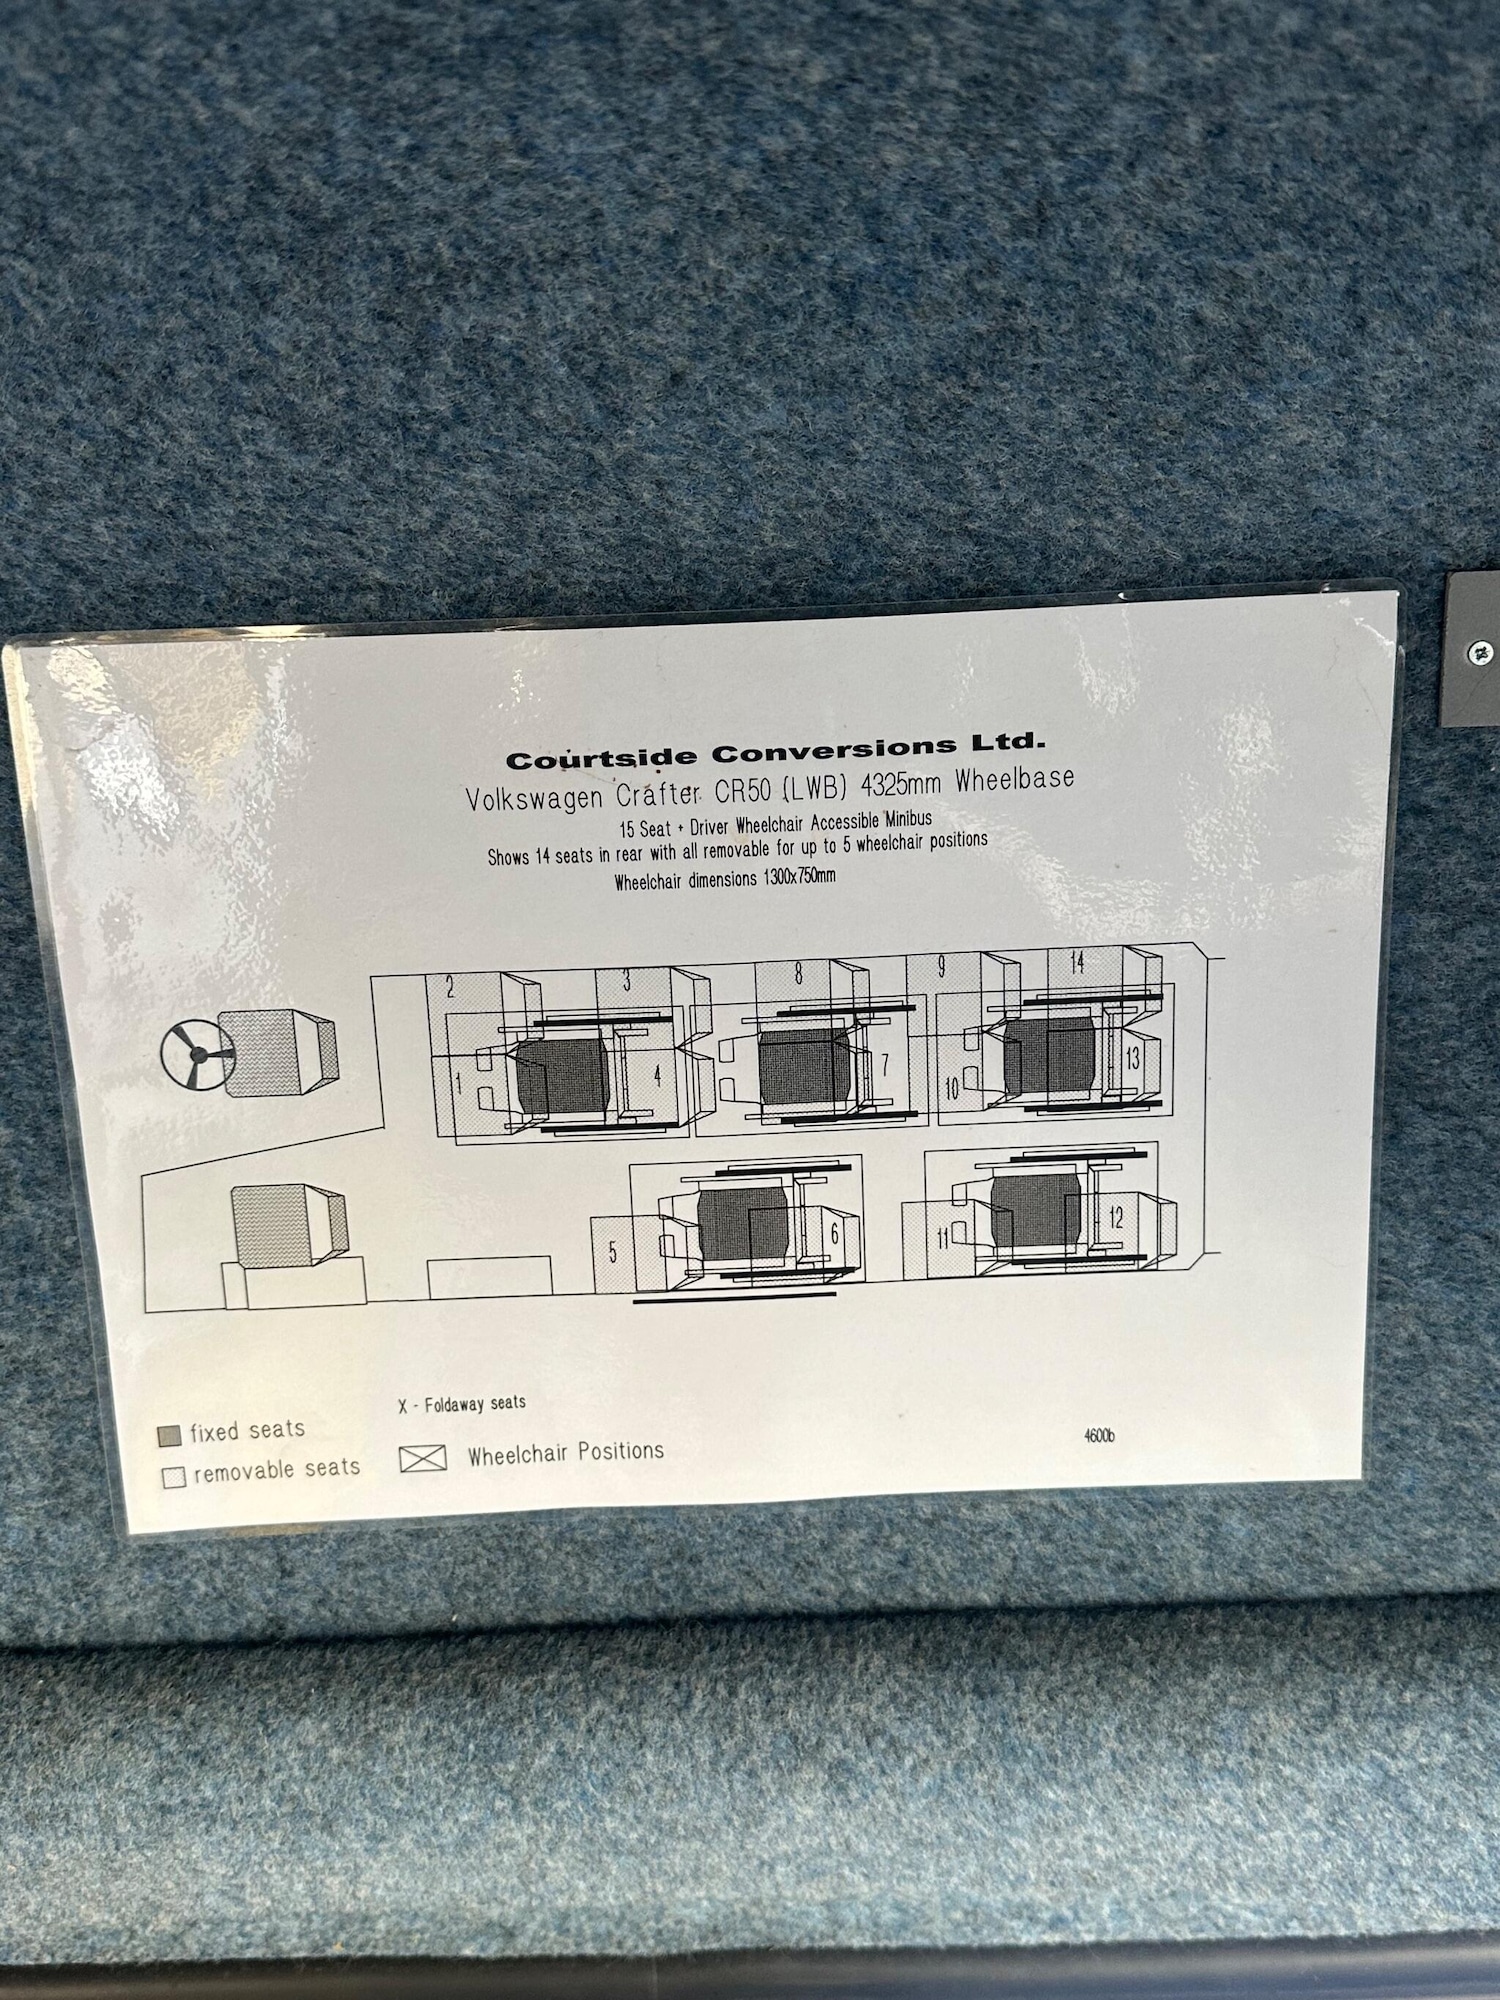 Courtside Conversions Ltd.
Volkswagen Crafter CR50 (LWB) 4325mm Wheelbase
15 Seat + Driver Wheelchair Accessible Minibus
Shows 14 seats in rear with all removable for up to 5 wheelchair positions
Wheelchair dimensions 1300x750mm
2 3 8 9 14
1 4 7 10 13
5 6 11 12
X - Foldaway seats
fixed seats
Wheelchair Positions
removable seats
4600b